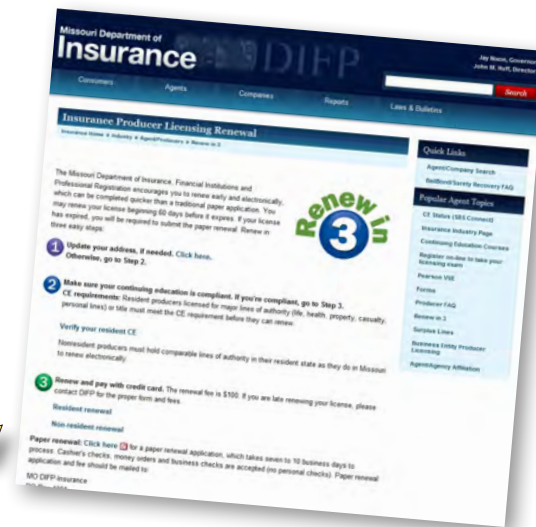 Missouri Department of
Insurance
DIFP
Jay Nixon, Governor
John M. Huff, Director
Search
Consumers
Agents
Companies
Reports
Laws & Bulletins
Insurance Producer Licensing Renewal
Insurance Home Industry Agent/Producers Renew in 3
The Missouri Department of Insurance, Financial Institutions and
Professional Registration encourages you to renew early and electronically,
which can be completed quicker than a traditional paper application. You
may renew your license beginning 60 days before it expires. If your license
has expired, you will be required to submit the paper renewal. Renew in
three easy steps:
Renew in
3
1 Update your address, if needed. Click here.
Otherwise, go to Step 2.
2 Make sure your continuing education is compliant. If you're compliant, go to Step 3.
CE requirements: Resident producers licensed for major lines of authority (life, health, property, casualty,
personal lines) or title must meet the CE requirement before they can renew.
Verify your resident CE
Nonresident producers must hold comparable lines of authority in their resident state as they do in Missouri
to renew electronically.
3 Renew and pay with credit card. The renewal fee is $100. If you are late renewing your license, please
contact DIFP for the proper form and fees.
Resident renewal
Non resident renewal
Paper renewal: Click here for a paper renewal application, which takes seven to 10 business days to
process. Cashier's checks, money orders and business checks are accepted (no personal checks). Paper renewal
application and fee should be mailed to:
MO DIFP-Insurance
Quick Links
Agent/Company Search
Bail Bond/Surety Recovery FAQ
Popular Agent Topics
CE Status (SBS Connect)
Insurance Industry Page
Continuing Education Courses
Register on-line to take your
licensing exam
Pearson VUE
Forms
Producer FAQ
Renew in 3
Surplus Lines
Business Entity Producer
Licensing
Agent/Agency Affiliation